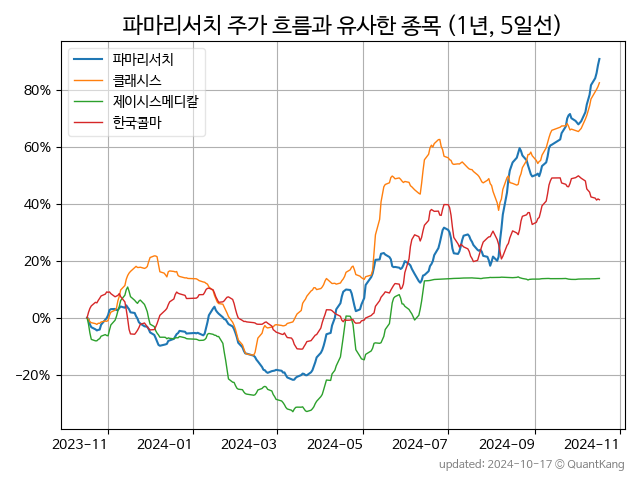 파마리서치 주가 흐름과 유사한 종목 (1년, 5일선)
파마리서치
클래시스
제이시스메디칼
한국콜마
80%
60%
40%
20%
0%
−20%
2023-11 2024-01 2024-03 2024-05 2024-07 2024-09 2024-11
updated: 2024-10-17 © QuantKang